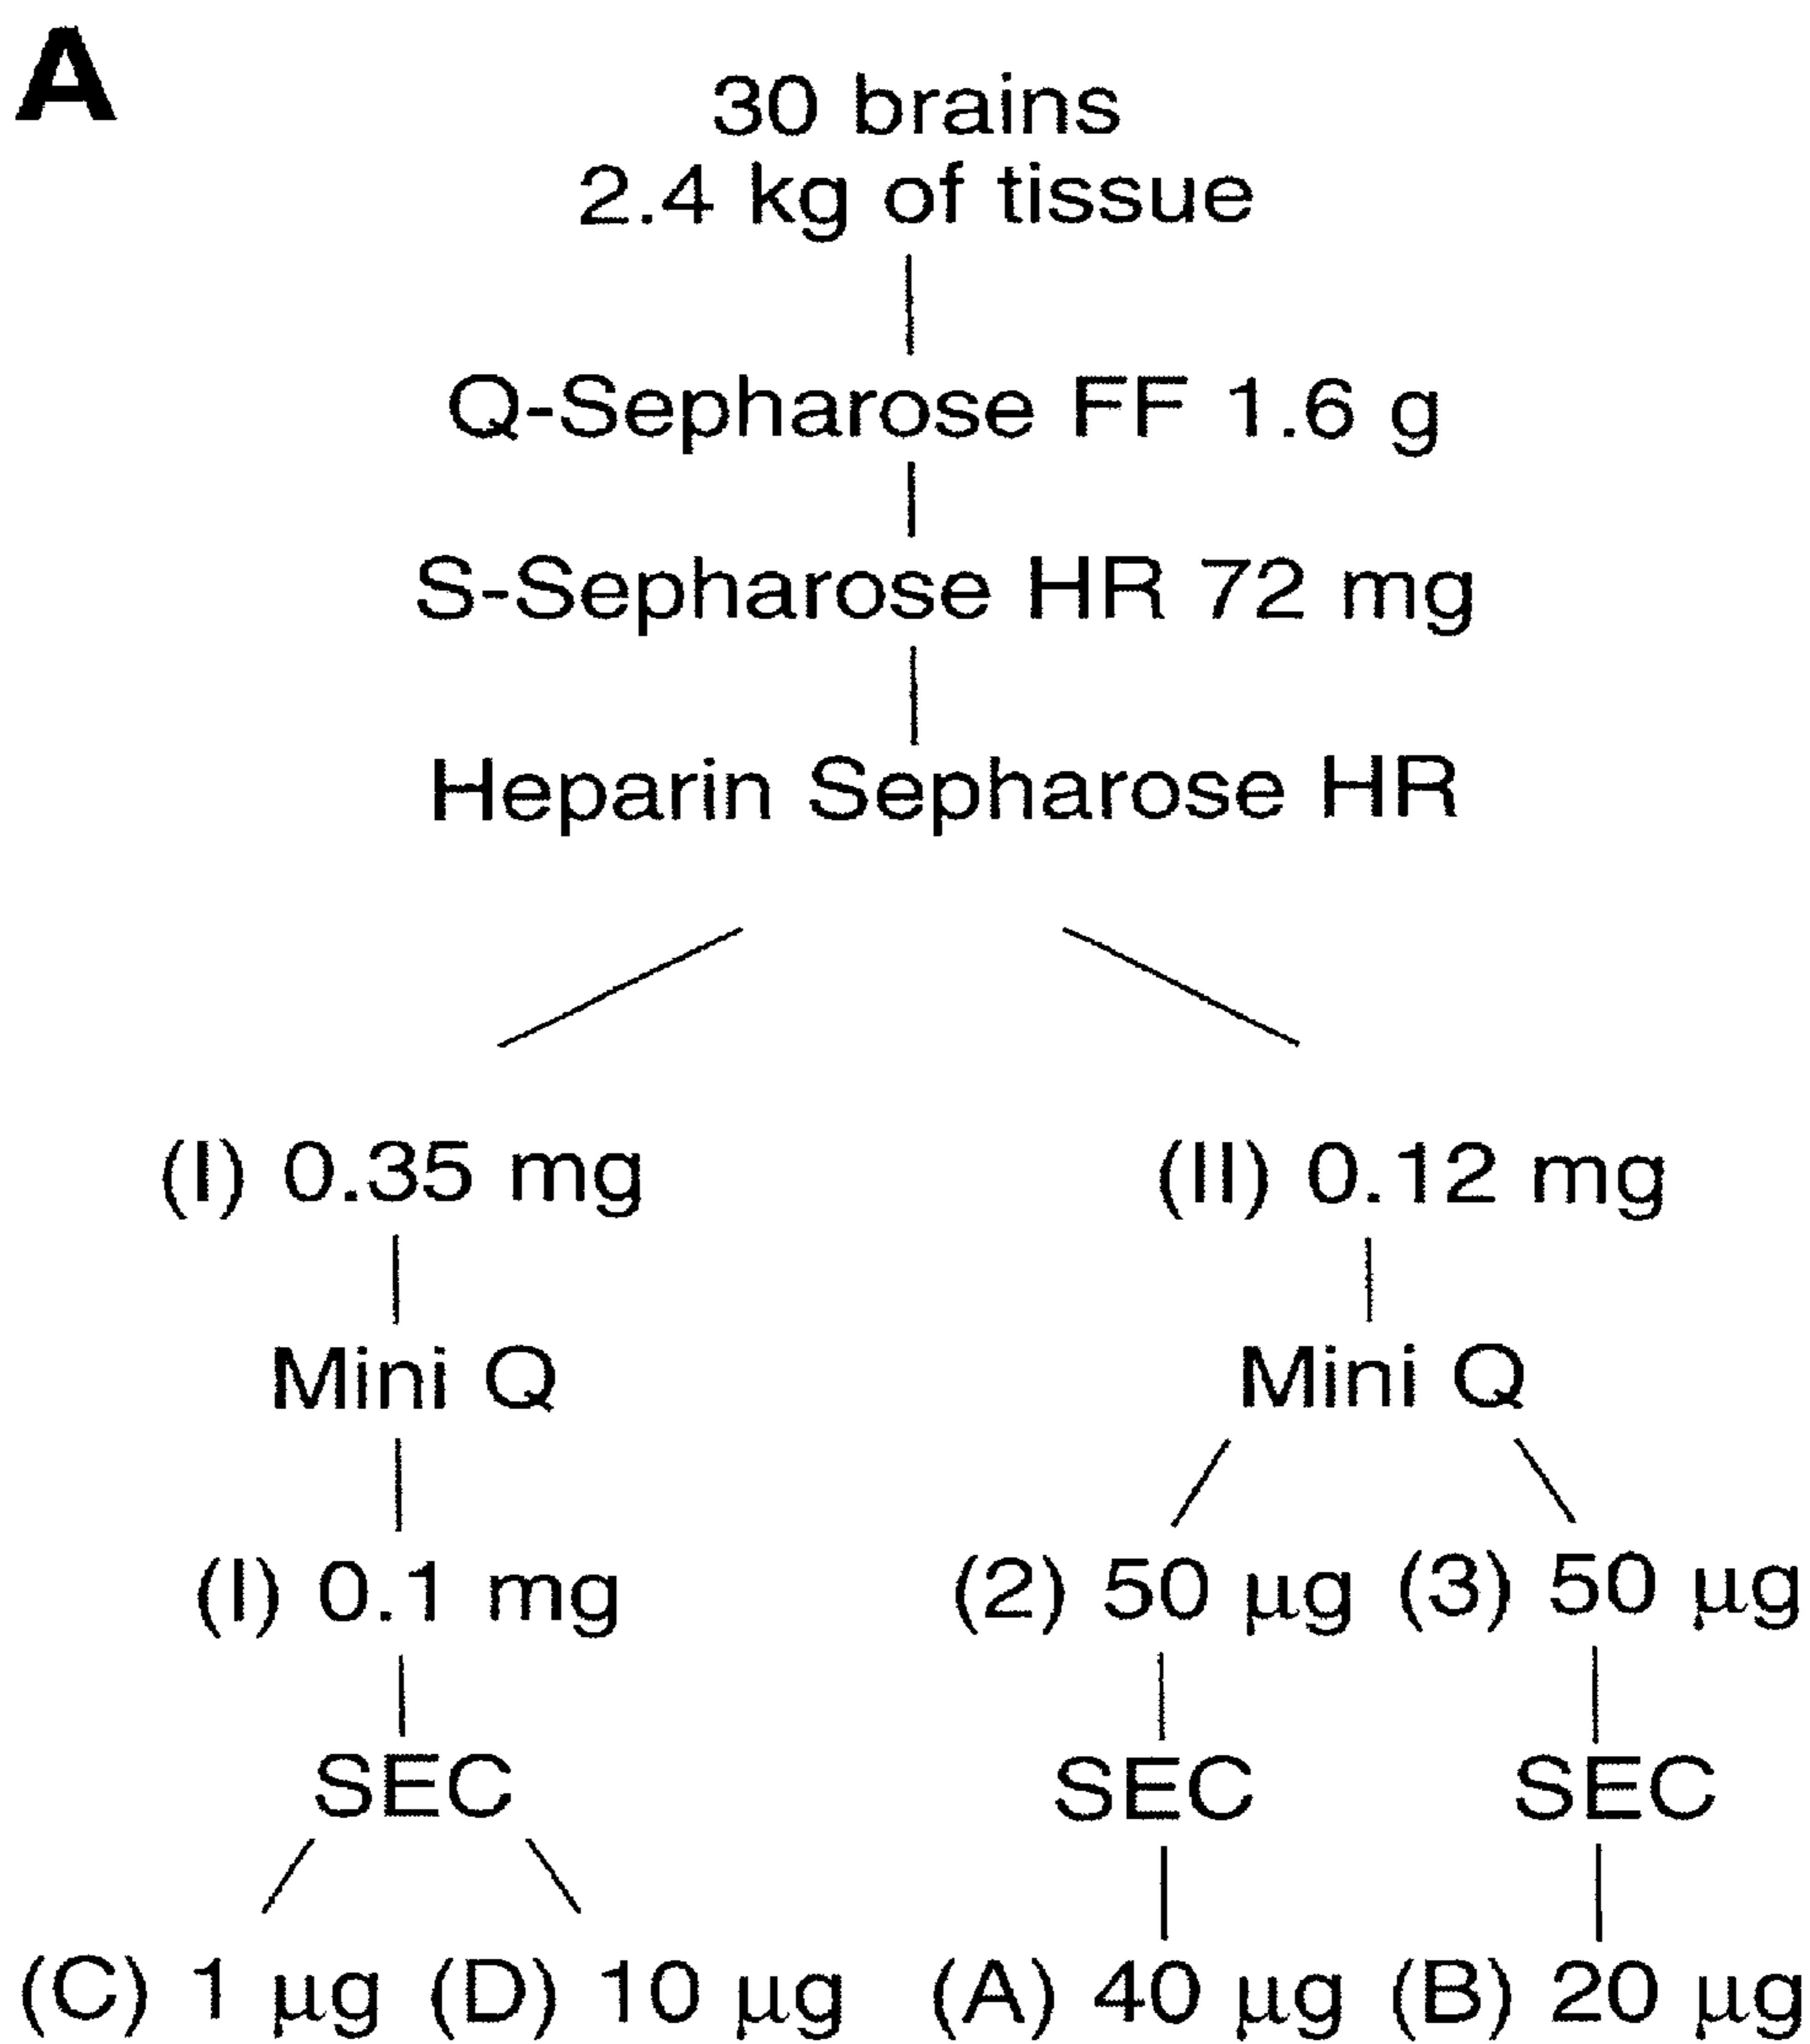 A
30 brains
2.4 kg of tissue
Q-Sepharose FF 1.6 g
S-Sepharose HR 72 mg
Heparin Sepharose HR
(I) 0.35 mg
(II) 0.12 mg
Mini Q
Mini Q
(I) 0.1 mg
(2) 50 μg
(3) 50 μg
SEC
SEC
SEC
(C) 1 μg
(D) 10 μg
(A) 40 μg
(B) 20 μg